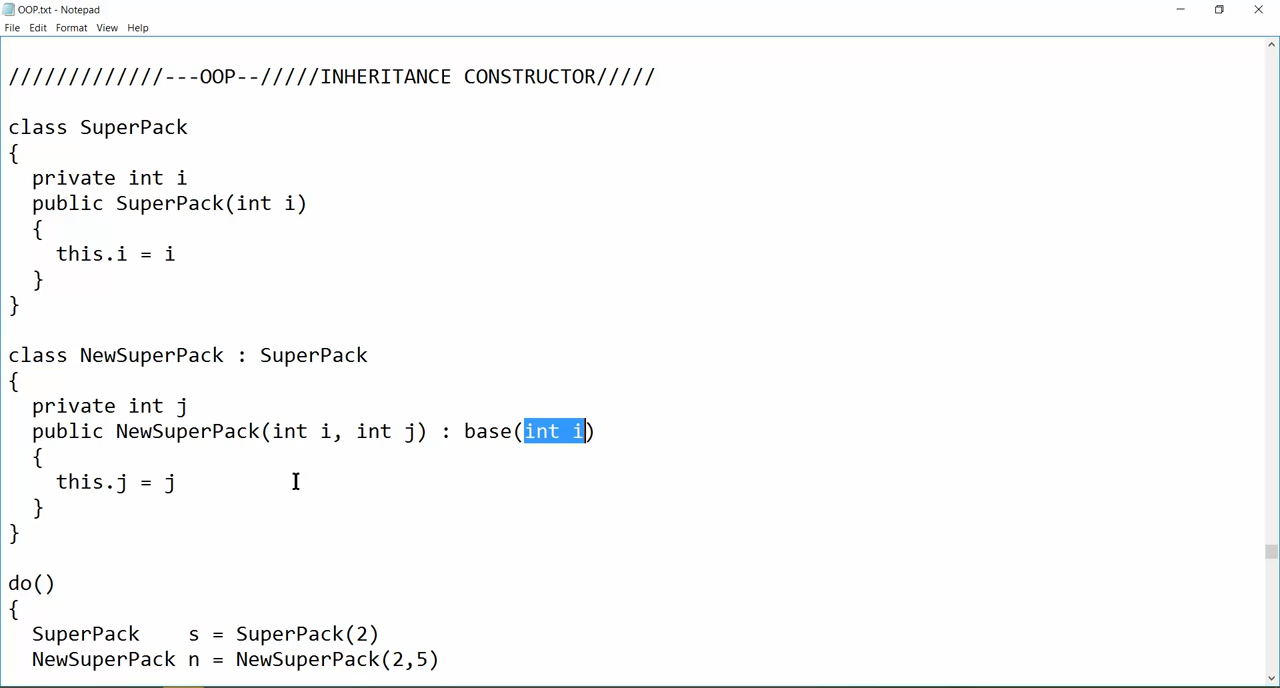 OOP.txt - Notepad
File Edit Format View Help
/////////////---OOP--/////INHERITANCE CONSTRUCTOR/////
class SuperPack
{
private int i
public SuperPack(int i)
{
this.i = i
}
}
class NewSuperPack : SuperPack
{
private int j
public NewSuperPack(int i, int j) : base(int i)
{
this.j = j
}
}
do()
{
SuperPack s = SuperPack(2)
NewSuperPack n = NewSuperPack(2,5)